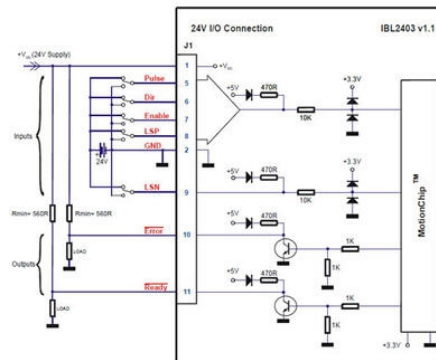 24V I/O Connection IBL2403 v1.1
J1
+Vcc (24V Supply)
1 +Vcc
Pulse 5
Dir 6
Enable 7
LSP 8
GND 2
24V
LSN 9
Inputs
+5V 470R
10K
+3.3V
+5V 470R
10K
+3.3V
Rmin+ 560R Rmin+ 560R
Error 10
+5V 470R
1K
1K
LOAD
Outputs
Ready 11
+5V 470R
1K
1K
LOAD
MotionChip™
+3.3V